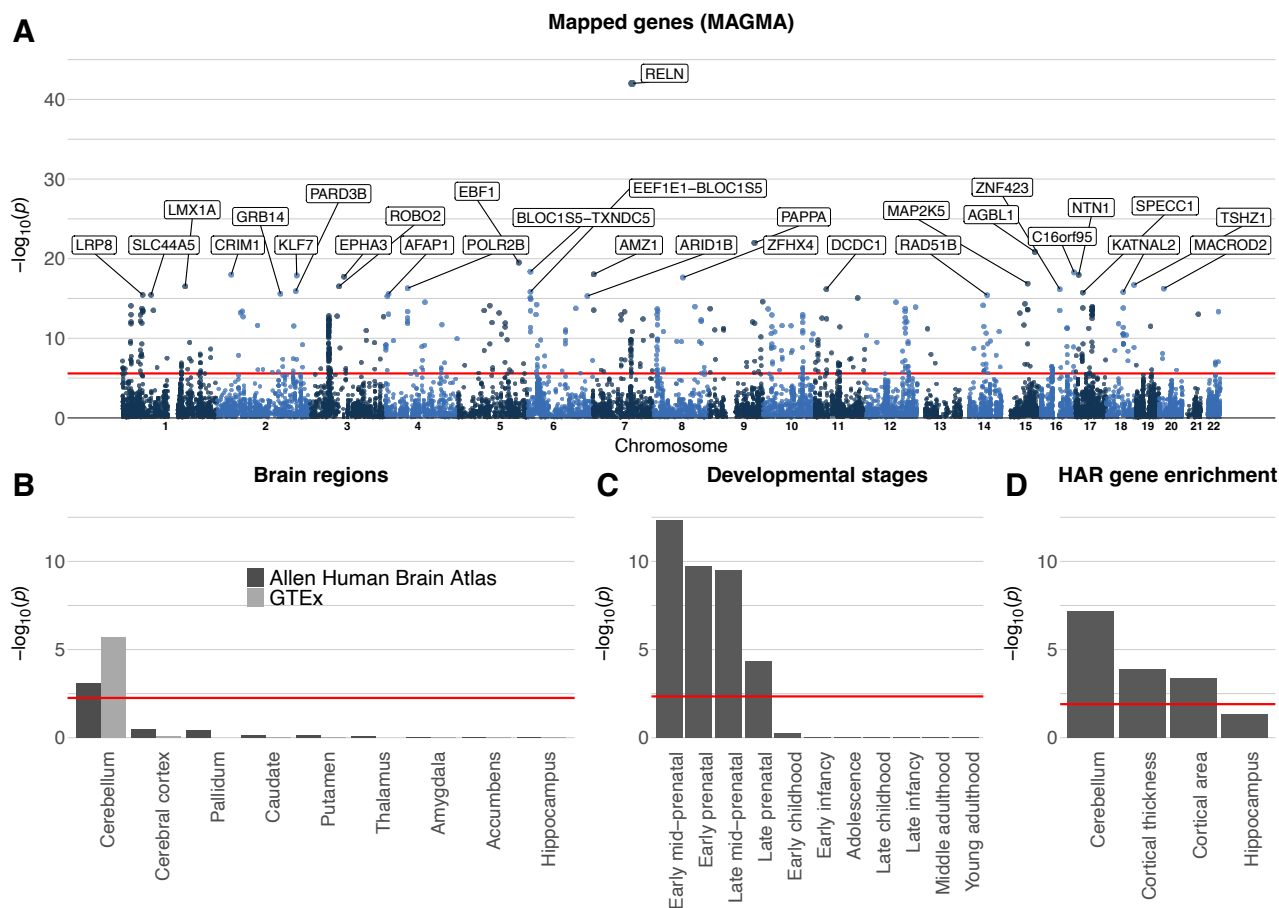 A
Mapped genes (MAGMA)
−log10(p)
40
30
20
10
0
RELN
PARD3B
EBF1
EEF1E1−BLOC1S5
ZNF423
LMX1A
GRB14
ROBO2
BLOC1S5−TXNDC5
PAPPA
MAP2K5
AGBL1
NTN1
SPECC1
TSHZ1
C16orf95
LRP8
SLC44A5
CRIM1
KLF7
EPHA3
AFAP1
POLR2B
AMZ1
ARID1B
ZFHX4
DCDC1
RAD51B
KATNAL2
MACROD2
1 2 3 4 5 6 7 8 9 10 11 12 13 14 15 16 17 18 19 20 21 22
Chromosome
B
Brain regions
−log10(p)
10
5
0
Allen Human Brain Atlas
GTEx
Cerebellum
Cerebral cortex
Pallidum
Caudate
Putamen
Thalamus
Amygdala
Accumbens
Hippocampus
C
Developmental stages
−log10(p)
10
5
0
Early mid−prenatal
Early prenatal
Late mid−prenatal
Late prenatal
Early childhood
Early infancy
Adolescence
Late childhood
Late infancy
Middle adulthood
Young adulthood
D
HAR gene enrichment
−log10(p)
10
5
0
Cerebellum
Cortical thickness
Cortical area
Hippocampus